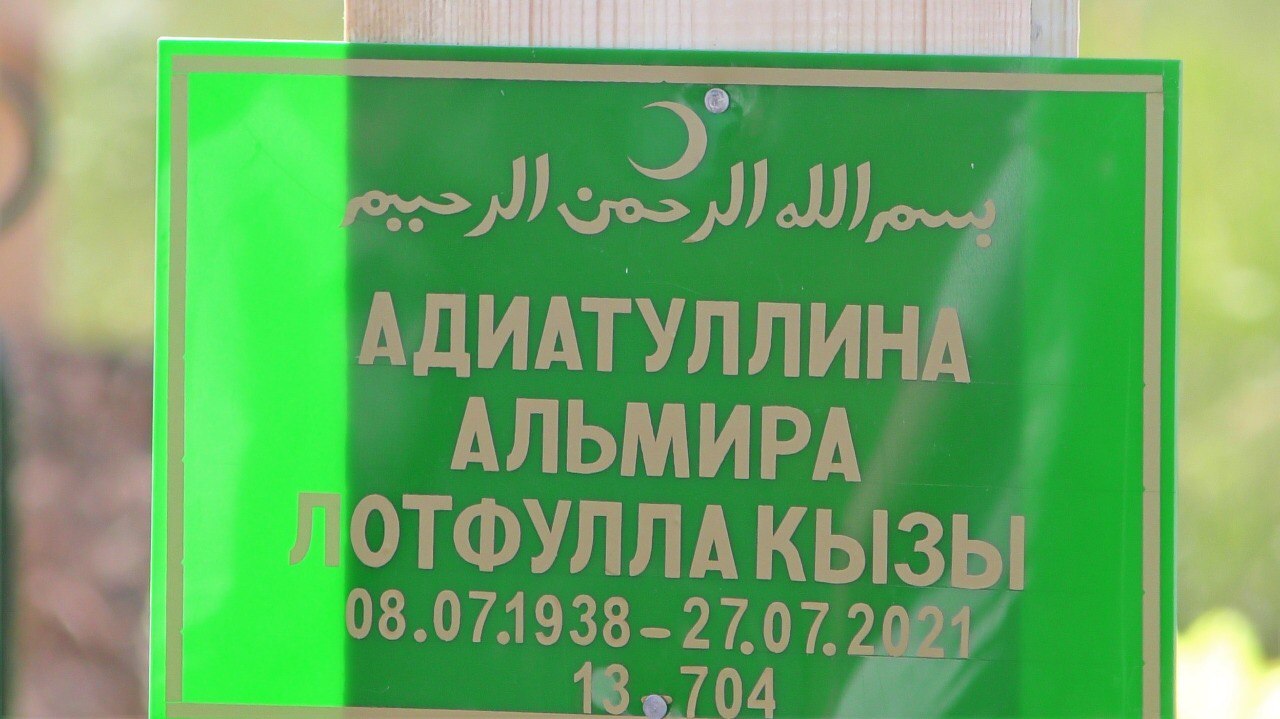 بسم الله الرحمن الرحيم
АДИАТУЛЛИНА
АЛЬМИРА
ЛОТФУЛЛА КЫЗЫ
08.07.1938-27.07.2021
13-704